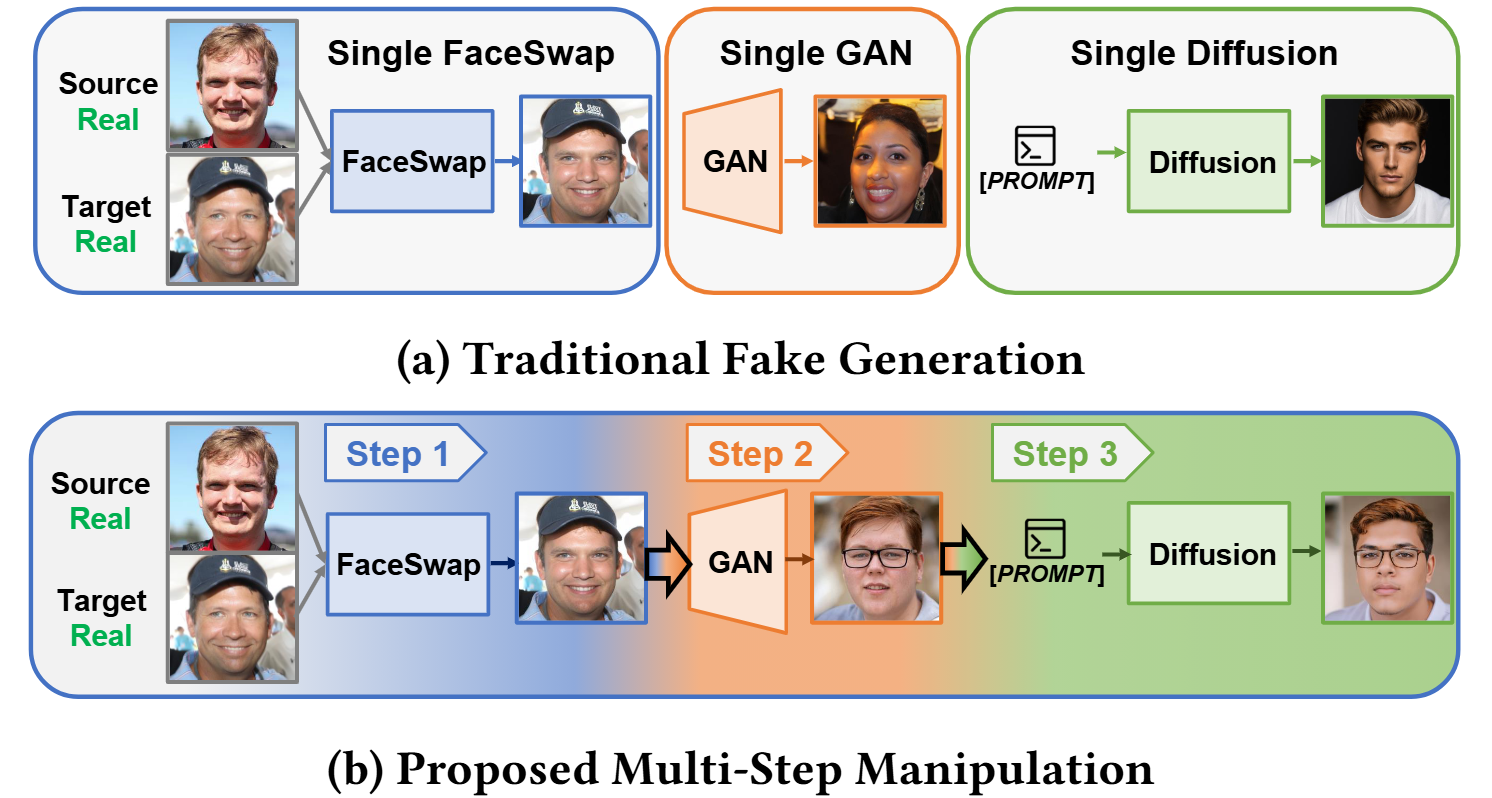 Single FaceSwap
Source
Real
Target
Real
FaceSwap
Single GAN
GAN
Single Diffusion
[PROMPT]
Diffusion
(a) Traditional Fake Generation
Source
Real
Target
Real
Step 1
FaceSwap
Step 2
GAN
Step 3
[PROMPT]
Diffusion
(b) Proposed Multi-Step Manipulation